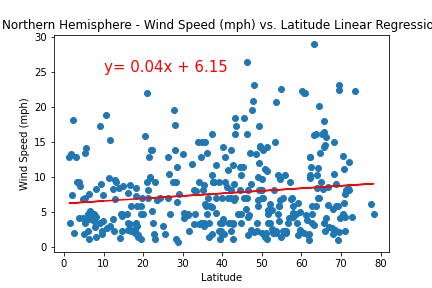 Northern Hemisphere - Wind Speed (mph) vs. Latitude Linear Regressio
30
25
20
15
10
5
0
Wind Speed (mph)
y= 0.04x + 6.15
0 10 20 30 40 50 60 70 80
Latitude